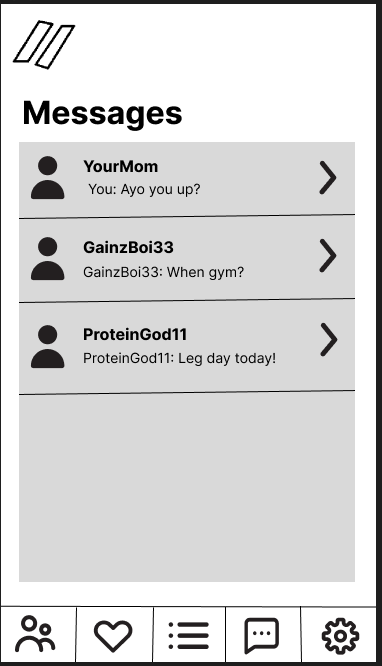 Messages
YourMom
You: Ayo you up?
GainzBoi33
GainzBoi33: When gym?
ProteinGod11
ProteinGod11: Leg day today!